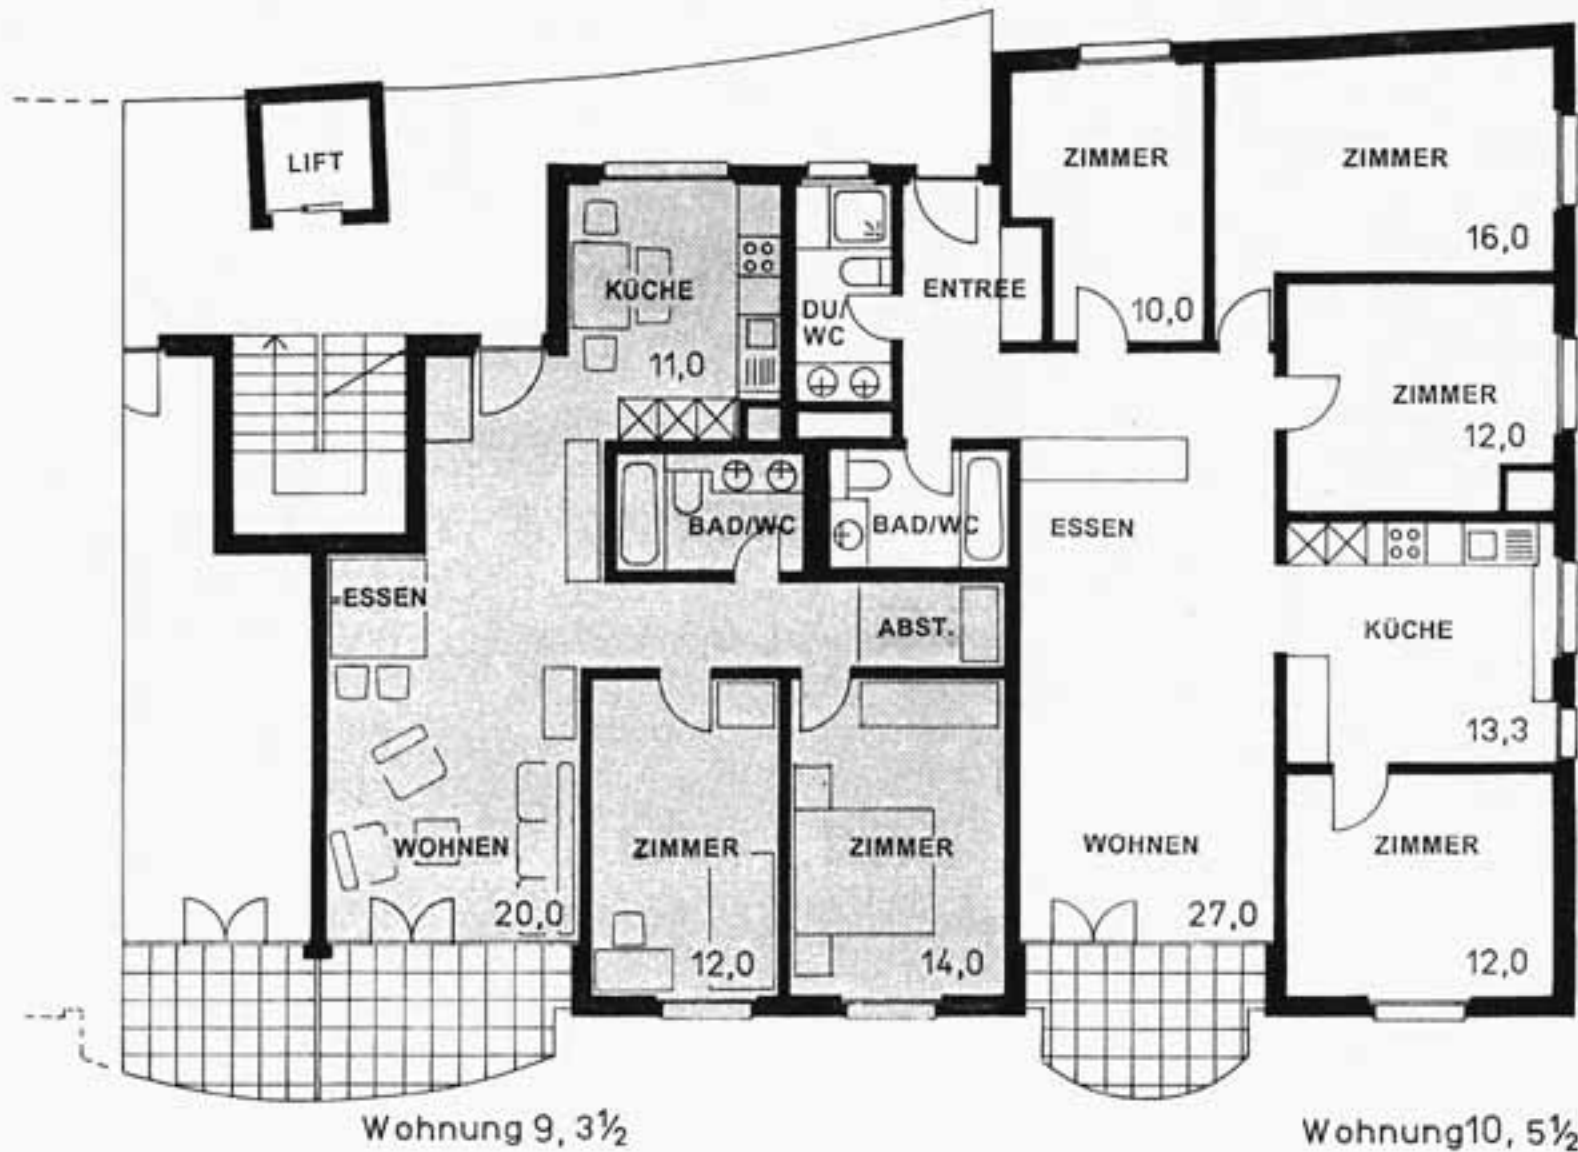 LIFT
ZIMMER
ZIMMER
16,0
KÜCHE
ENTREE
10,0
DU/
WC
11,0
ZIMMER
12,0
BAD/WC
BAD/WC
ESSEN
ESSEN
ABST.
KÜCHE
13,3
WOHNEN
ZIMMER
ZIMMER
WOHNEN
ZIMMER
20,0
27,0
12,0
14,0
12,0
Wohnung 9, 3½
Wohnung10, 5½